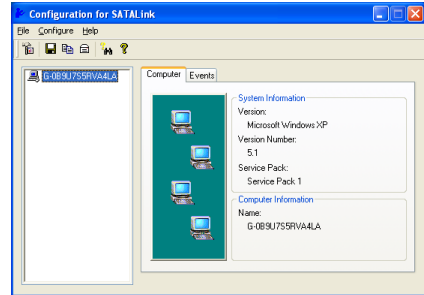 Configuration for SATALink
File Configure Help
G-0B9U7S5RVA4LA
Computer Events
System Information
Version:
Microsoft Windows XP
Version Number:
5.1
Service Pack:
Service Pack 1
Computer Information
Name:
G-0B9U7S5RVA4LA